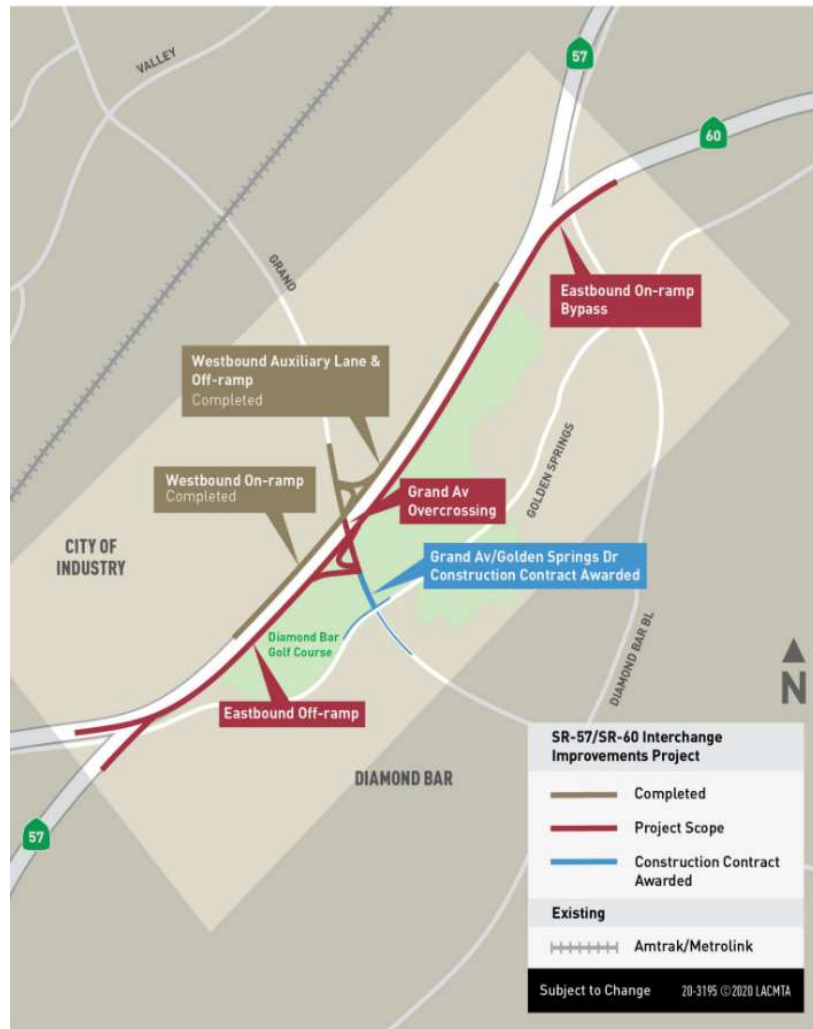 57
VALLEY
60
GRAND
Eastbound On-ramp
Bypass
Westbound Auxiliary Lane &
Off-ramp
Completed
GOLDEN SPRINGS
Westbound On-ramp
Completed
Grand Av
Overcrossing
CITY OF
INDUSTRY
Grand Av/Golden Springs Dr
Construction Contract Awarded
Diamond Bar
Golf Course
DIAMOND BAR BL
N
Eastbound Off-ramp
DIAMOND BAR
57
SR-57/SR-60 Interchange
Improvements Project
Completed
Project Scope
Construction Contract
Awarded
Existing
Amtrak/Metrolink
Subject to Change 20-3195 ©2020 LACMTA